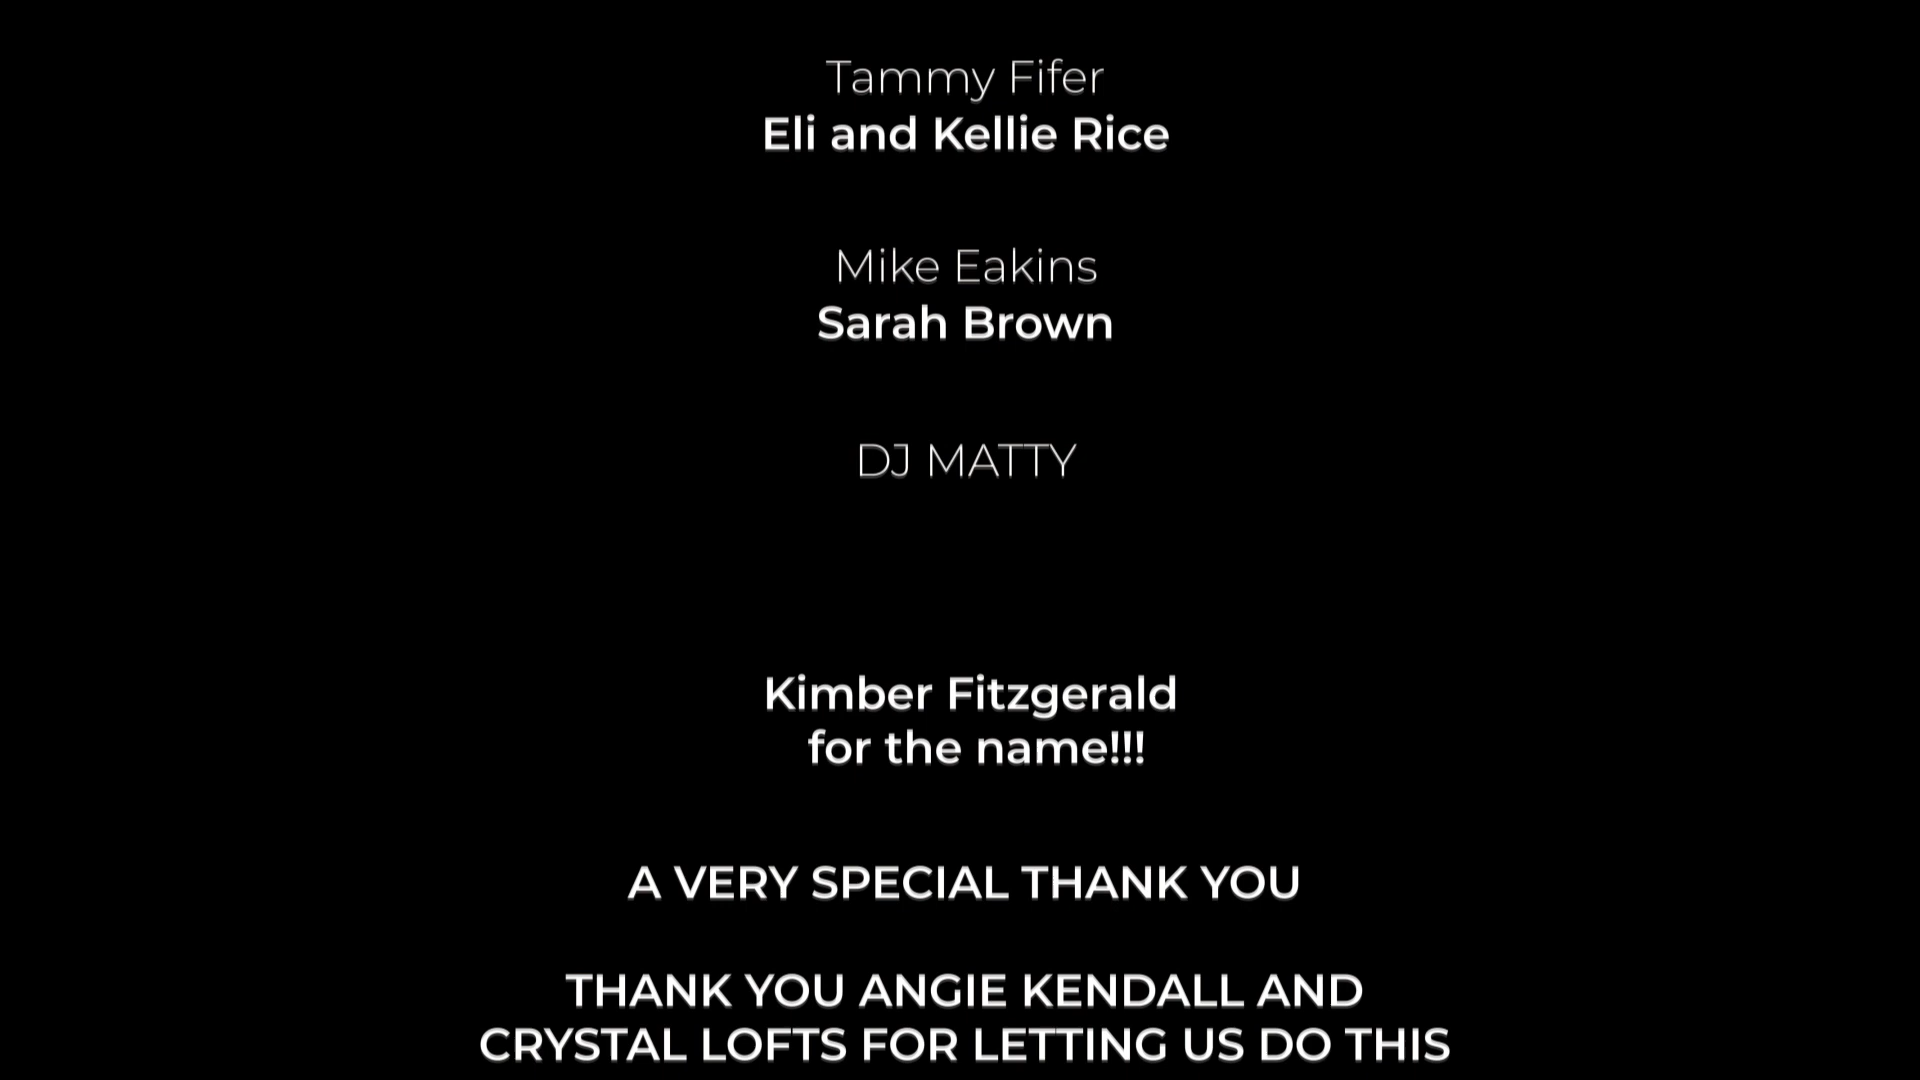 Tammy Fifer
Eli and Kellie Rice
Mike Eakins
Sarah Brown
DJ MATTY
Kimber Fitzgerald
for the name!!!
A VERY SPECIAL THANK YOU
THANK YOU ANGIE KENDALL AND
CRYSTAL LOFTS FOR LETTING US DO THIS